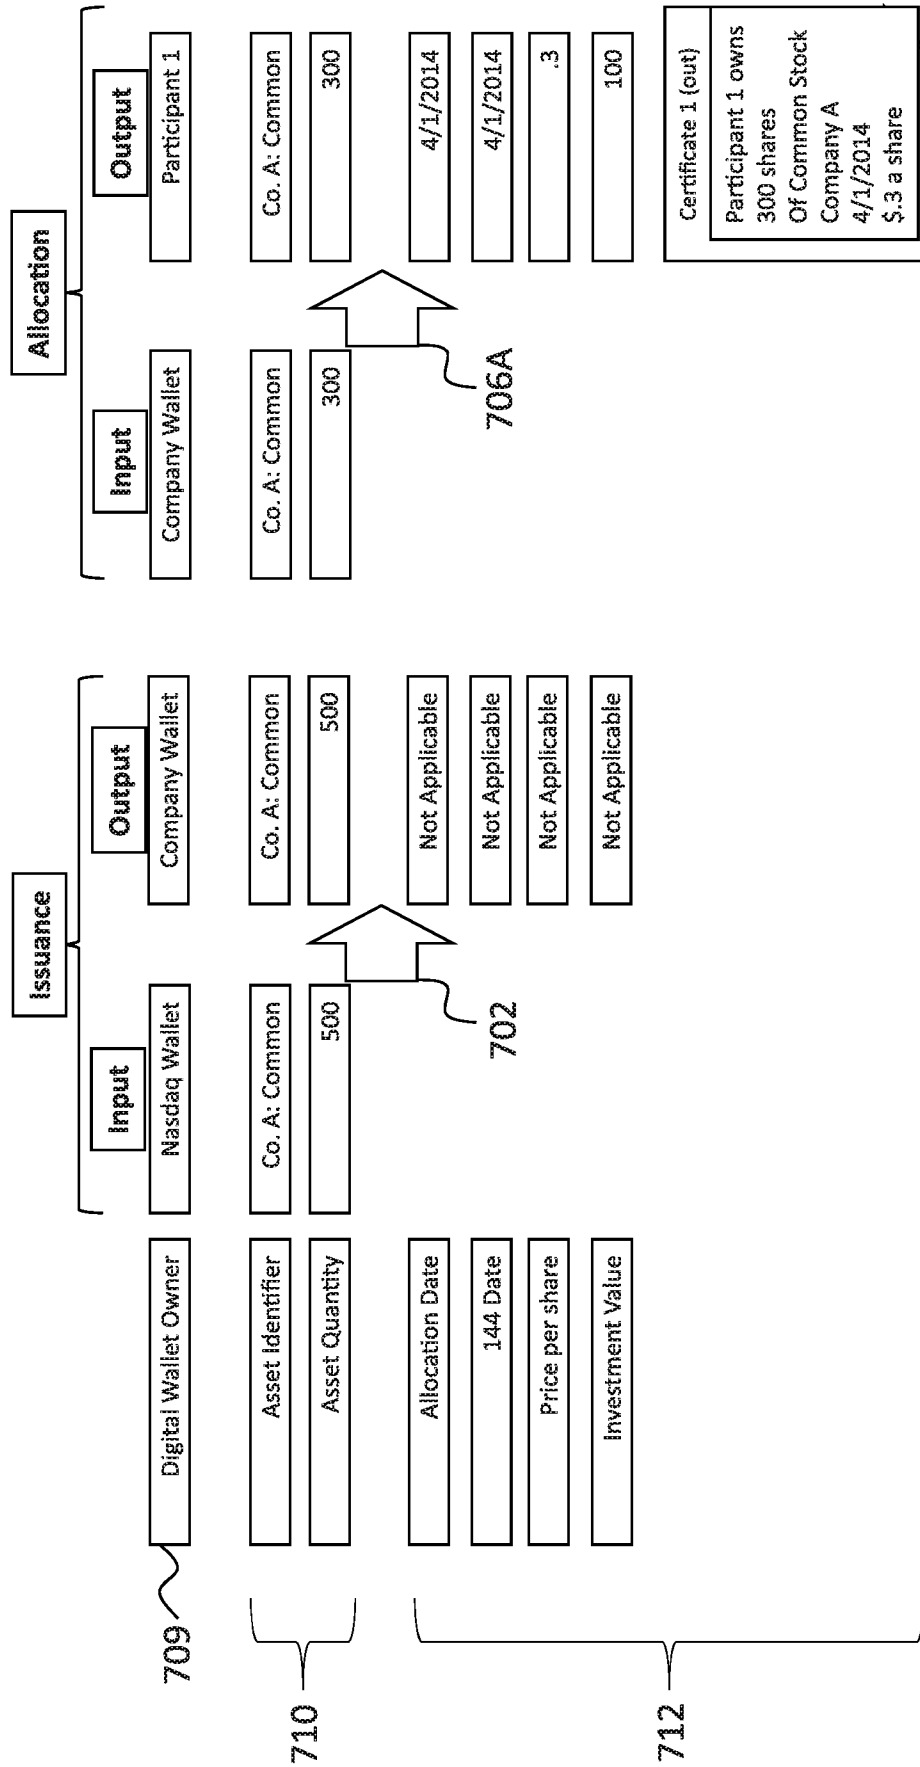 Issuance
Allocation
Input
Output
Input
Output
709
Digital Wallet Owner
Nasdaq Wallet
Company Wallet
Company Wallet
Participant 1
710
Asset Identifier
Co. A: Common
Co. A: Common
Co. A: Common
Co. A: Common
Asset Quantity
500
500
300
300
702
706A
712
Allocation Date
Not Applicable
4/1/2014
144 Date
Not Applicable
4/1/2014
Price per share
Not Applicable
.3
Investment Value
Not Applicable
100
Certificate 1 (out)
Participant 1 owns
300 shares
Of Common Stock
Company A
4/1/2014
$.3 a share